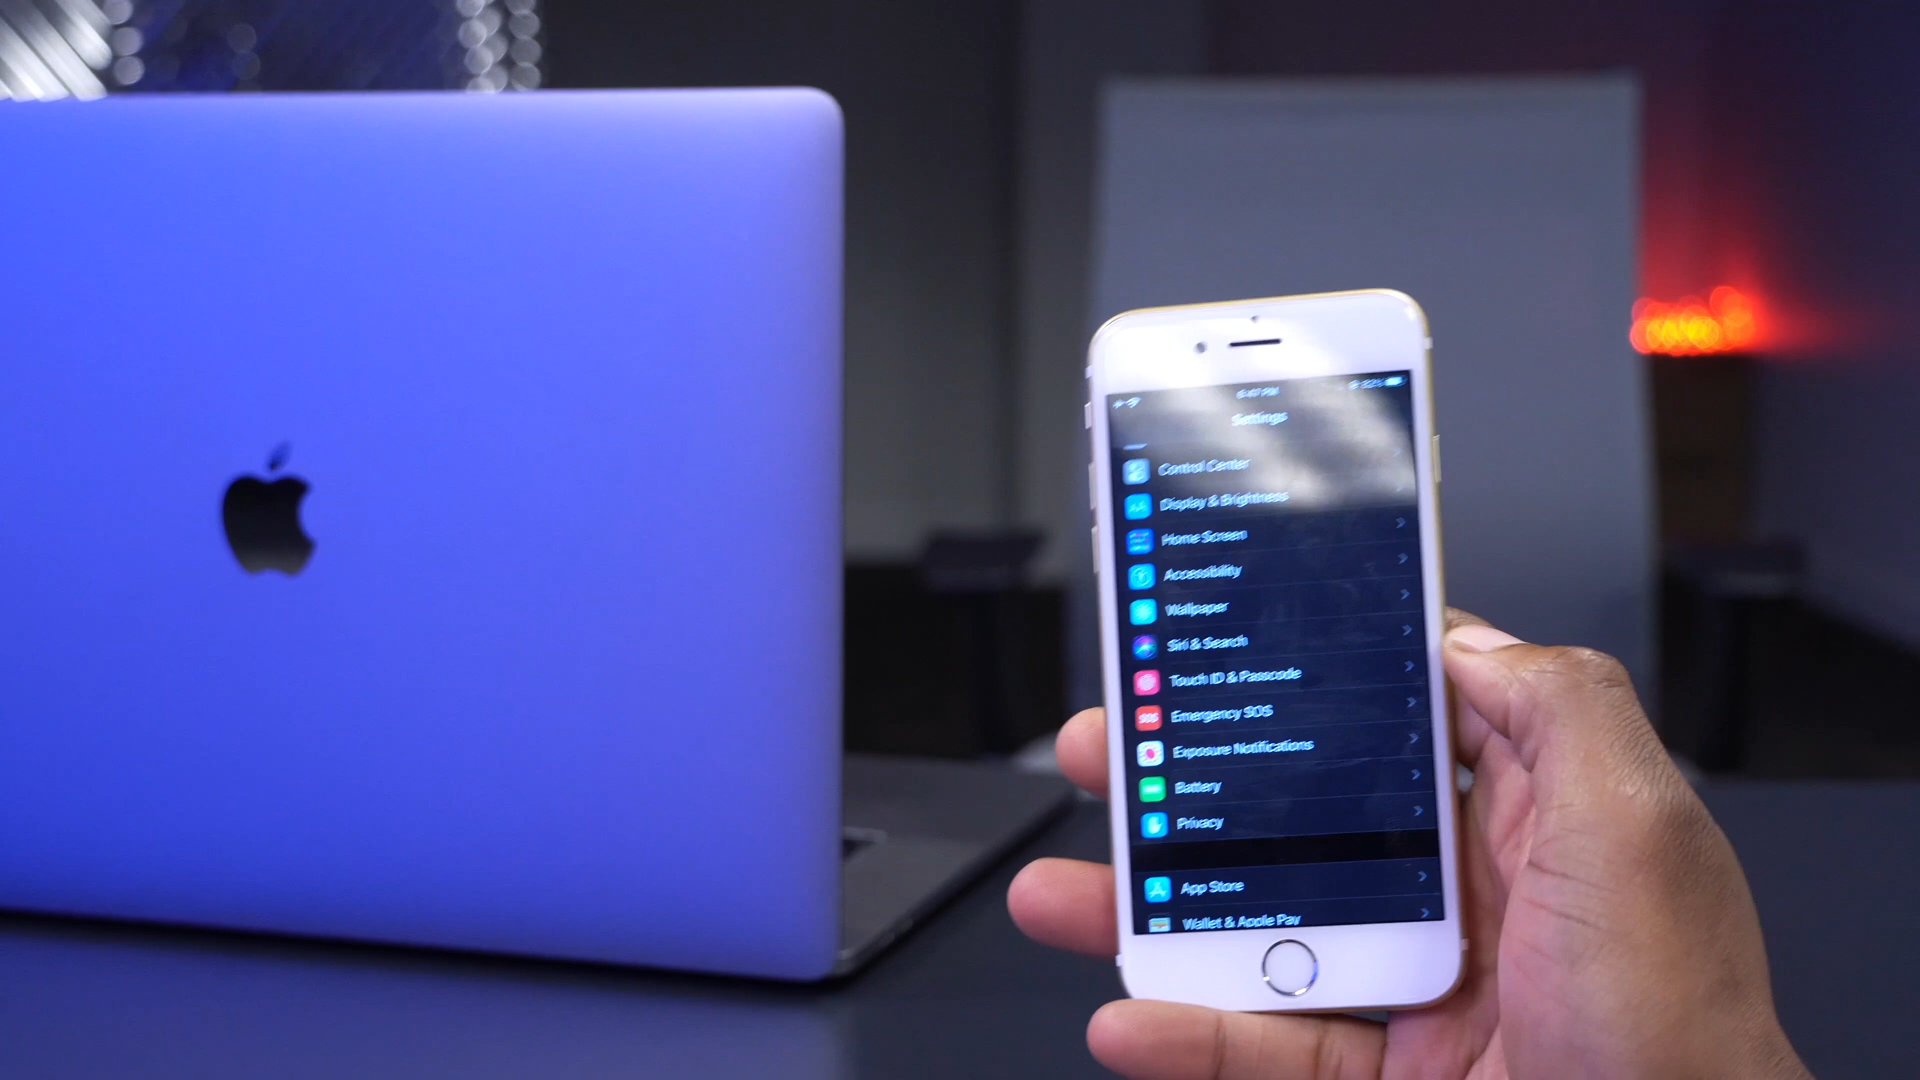 Settings
Control Center
Display & Brightness
Home Screen
Accessibility
Wallpaper
Siri & Search
Touch ID & Passcode
SOS Emergency SOS
Exposure Notifications
Battery
Privacy
App Store
Wallet & Apple Pay